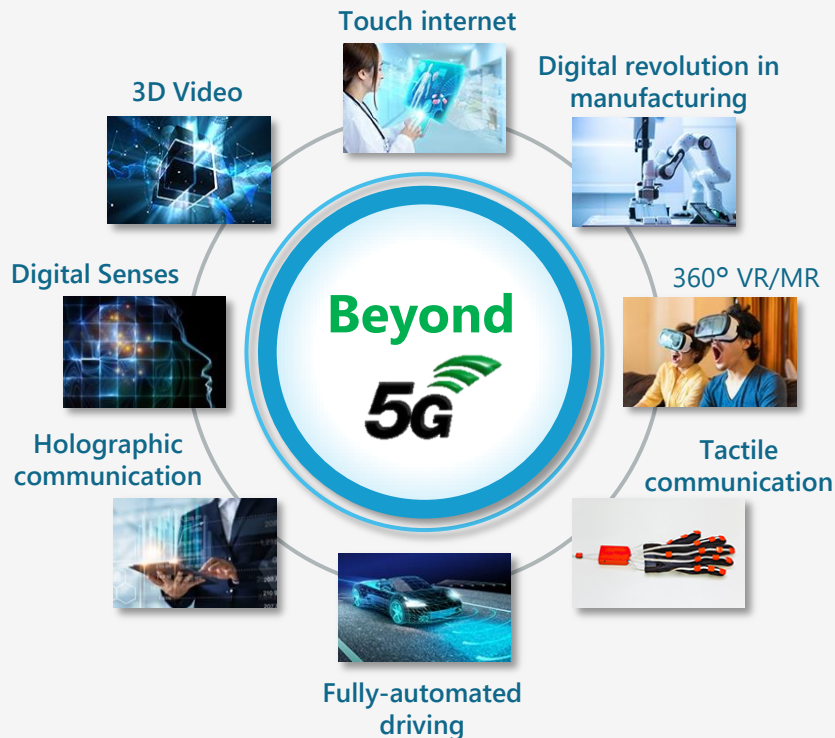 Touch internet
Digital revolution in
manufacturing
3D Video
360° VR/MR
Digital Senses
Beyond
5G
Holographic
communication
Tactile
communication
Fully-automated
driving